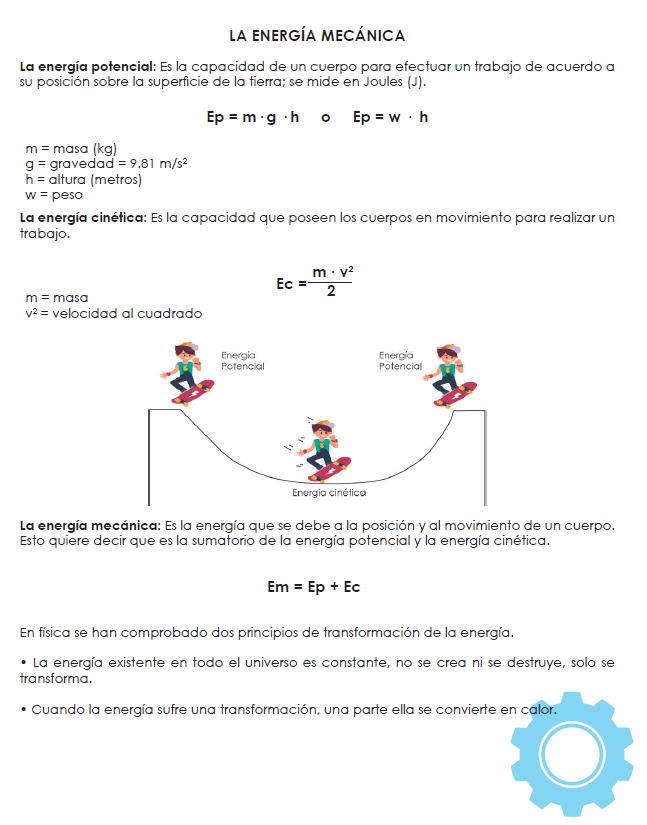 LA ENERGÍA MECÁNICA
La energía potencial: Es la capacidad de un cuerpo para efectuar un trabajo de acuerdo a
su posición sobre la superficie de la tierra; se mide en Joules (J).
Ep = m · g · h o Ep = w · h
m = masa (kg)
g = gravedad = 9.81 m/s²
h = altura (metros)
w = peso
La energía cinética: Es la capacidad que poseen los cuerpos en movimiento para realizar un
trabajo.
Ec = m · v² / 2
m = masa
v² = velocidad al cuadrado
Energía
Potencial
Energía
Potencial
Energía cinética
La energía mecánica: Es la energía que se debe a la posición y al movimiento de un cuerpo.
Esto quiere decir que es la sumatorio de la energía potencial y la energía cinética.
Em = Ep + Ec
En física se han comprobado dos principios de transformación de la energía.
• La energía existente en todo el universo es constante, no se crea ni se destruye, solo se
transforma.
• Cuando la energía sufre una transformación, una parte ella se convierte en calor.